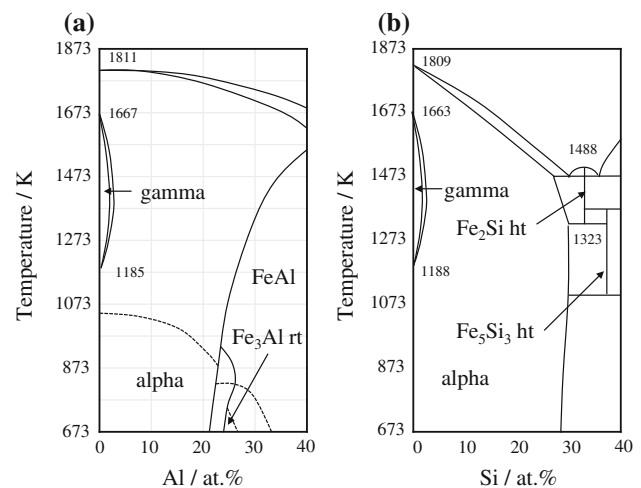 (a)
1873
1673
1473
1273
1073
873
673
Temperature / K
1811
1667
gamma
1185
FeAl
Fe₃Al rt
alpha
0 10 20 30 40
Al / at.%
(b)
1873
1673
1473
1273
1073
873
673
Temperature / K
1809
1663
1488
gamma
Fe₂Si ht
1188
1323
Fe₅Si₃ ht
alpha
0 10 20 30 40
Si / at.%